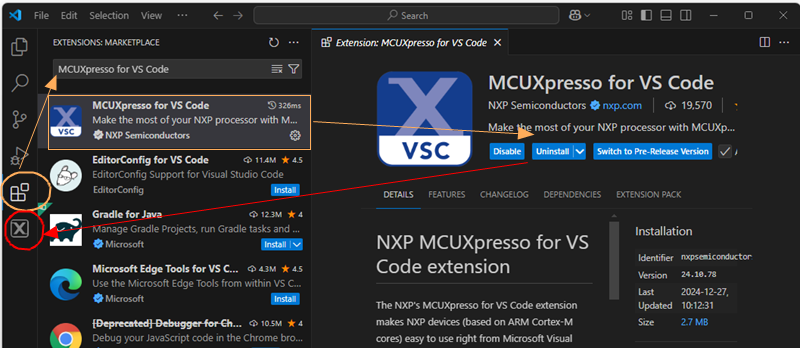 File Edit Selection View ··· Search
EXTENSIONS: MARKETPLACE
MCUXpresso for VS Code
MCUXpresso for VS Code 326ms
Make the most of your NXP processor with M...
NXP Semiconductors
EditorConfig for VS Code 11.4M 4.5
EditorConfig Support for Visual Studio Code
EditorConfig Install
Gradle for Java 12.3M 4
Manage Gradle Projects, run Gradle tasks and ...
Microsoft Install
Microsoft Edge Tools for VS C... 4.3M 4.5
Use the Microsoft Edge Tools from within VS C...
Microsoft Install
[Deprecated] Debugger for Ch... 10.5M 4
Debug your JavaScript code in the Chrome bro...
Extension: MCUXpresso for VS Code
X
VSC
MCUXpresso for VS Code
NXP Semiconductors nxp.com 19,570
Make the most of your NXP processor with MCUXp...
Disable Uninstall Switch to Pre-Release Version
DETAILS FEATURES CHANGELOG DEPENDENCIES EXTENSION PACK
NXP MCUXpresso for VS
Code extension
The NXP's MCUXpresso for VS Code extension
makes NXP devices (based on ARM Cortex-M
cores) easy to use right from Microsoft Visual
Installation
Identifier nxpsemiconductor
Version 24.10.78
Last 2024-12-27,
Updated 10:12:31
Size 2.7 MB